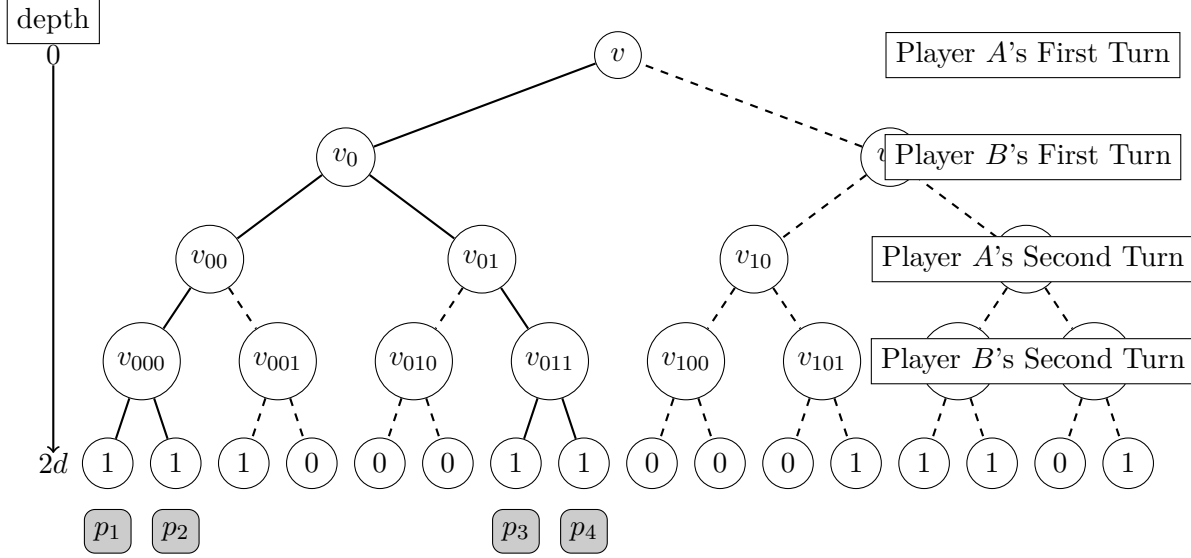 depth
0
v
Player A's First Turn
v₀
Player B's First Turn
v₀₀ v₀₁ v₁₀
Player A's Second Turn
v₀₀₀ v₀₀₁ v₀₁₀ v₀₁₁ v₁₀₀ v₁₀₁
Player B's Second Turn
2d 1 1 1 0 0 0 1 1 0 0 0 1 1 1 0 1
p₁ p₂ p₃ p₄